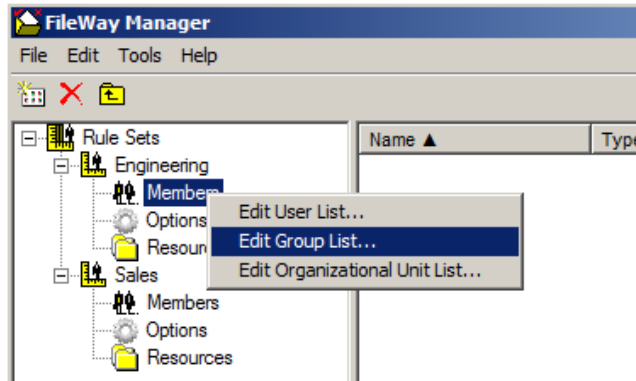 FileWay Manager
File Edit Tools Help
Rule Sets
Name ▲ Type
Engineering
Members
Options
Edit User List...
Edit Group List...
Edit Organizational Unit List...
Sales
Members
Options
Resources